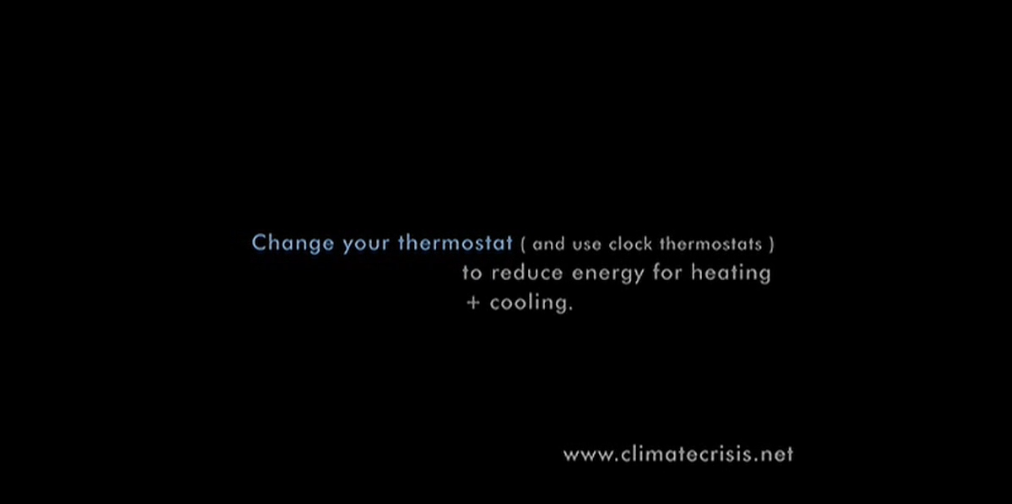 Change your thermostat ( and use clock thermostats )
to reduce energy for heating
+ cooling.
www.climatecrisis.net